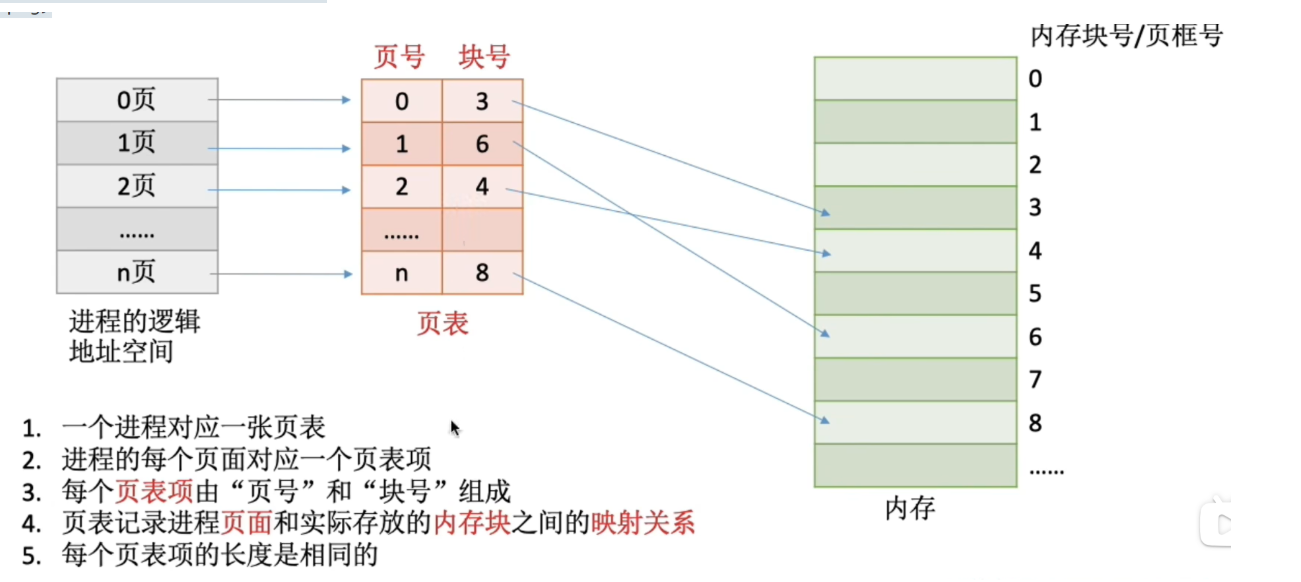 内存块号/页框号
页号 块号
0页 0 3 0
1页 1 6 1
2页 2 4 2
...... ...... 3
n页 n 8 4
5
6
7
8
......
进程的逻辑
地址空间
页表
内存
1. 一个进程对应一张页表
2. 进程的每个页面对应一个页表项
3. 每个页表项由“页号”和“块号”组成
4. 页表记录进程页面和实际存放的内存块之间的映射关系
5. 每个页表项的长度是相同的